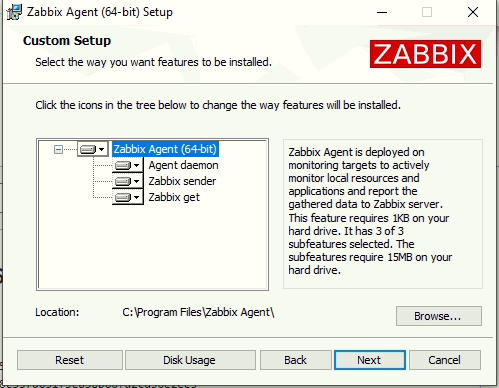 Zabbix Agent (64-bit) Setup
Custom Setup
Select the way you want features to be installed.
ZABBIX
Click the icons in the tree below to change the way features will be installed.
Zabbix Agent (64-bit)
Agent daemon
Zabbix sender
Zabbix get
Zabbix Agent is deployed on
monitoring targets to actively
monitor local resources and
applications and report the
gathered data to Zabbix server.
This feature requires 1KB on your
hard drive. It has 3 of 3
subfeatures selected. The
subfeatures require 15MB on your
hard drive.
Location:
C:\Program Files\Zabbix Agent\
Browse...
Reset
Disk Usage
Back
Next
Cancel